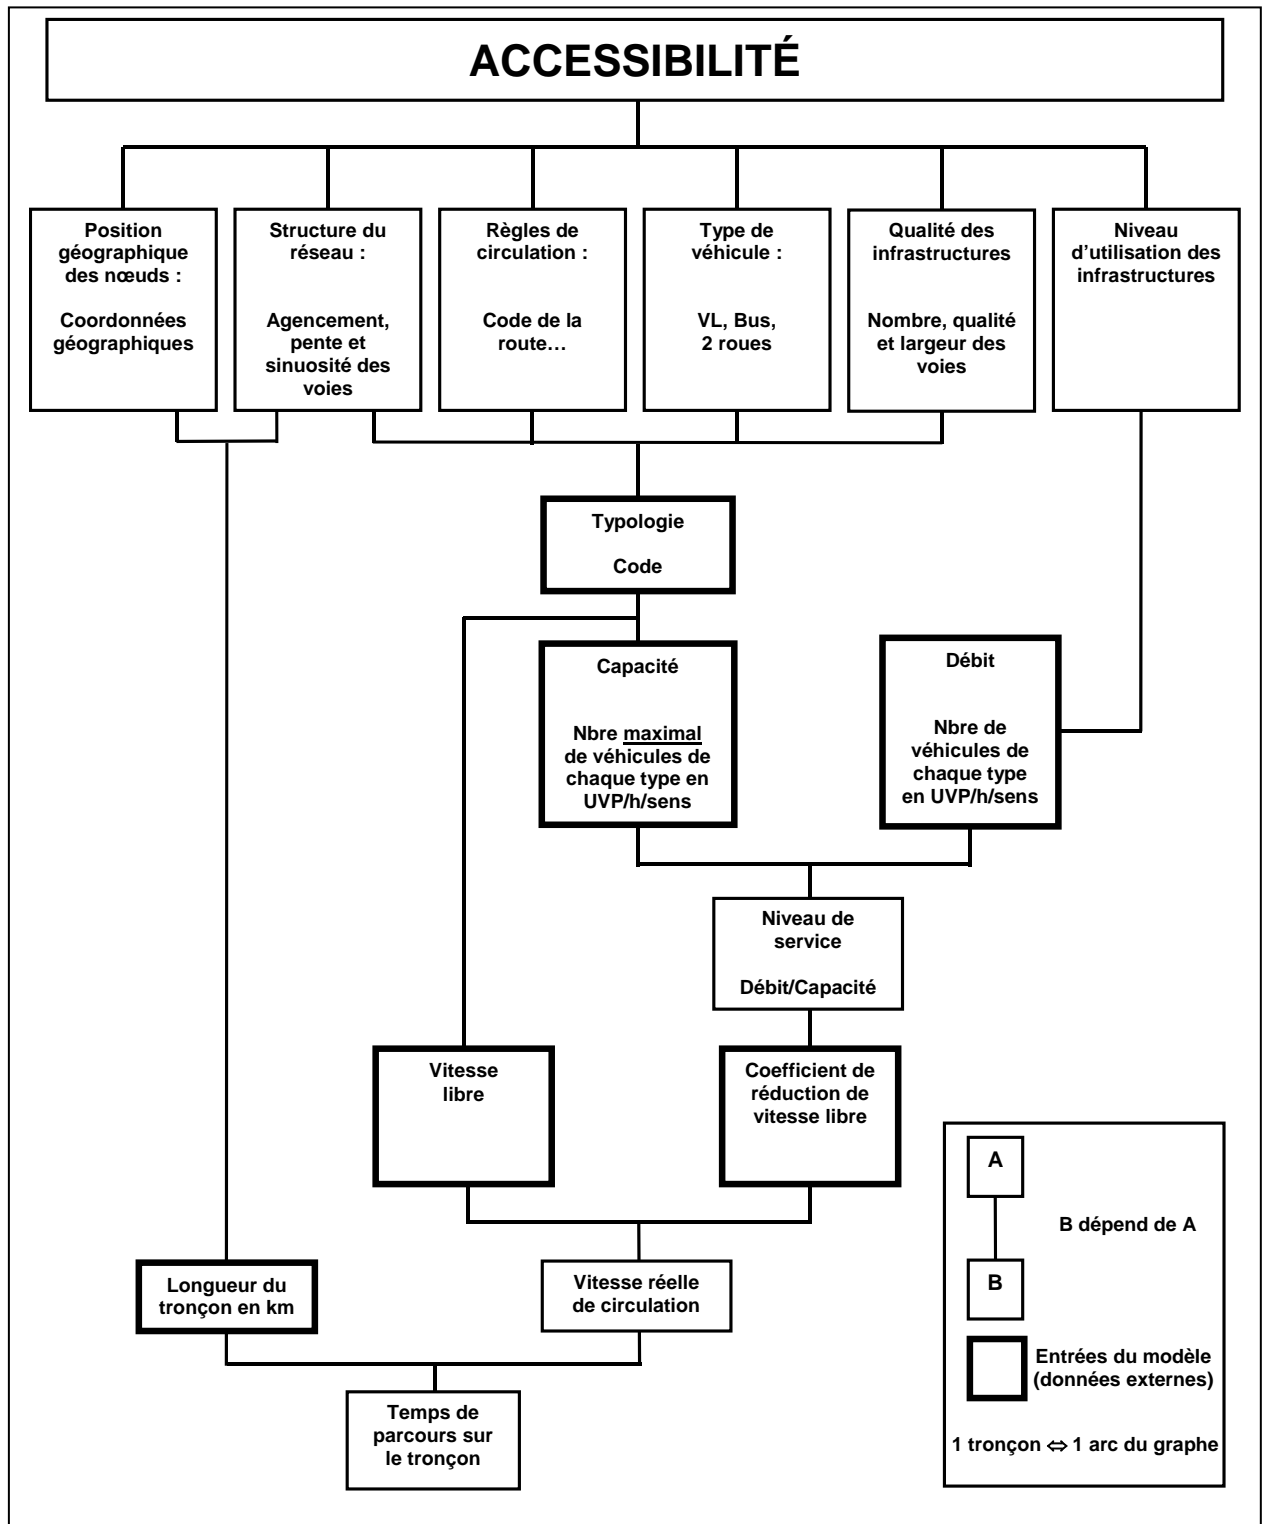 ACCESSIBILITÉ
Position
géographique
des nœuds :
Coordonnées
géographiques
Structure du
réseau :
Agencement,
pente et
sinuosité des
voies
Règles de
circulation :
Code de la
route…
Type de
véhicule :
VL, Bus,
2 roues
Qualité des
infrastructures
Nombre, qualité
et largeur des
voies
Niveau
d’utilisation des
infrastructures
Typologie
Code
Capacité
Nbre maximal
de véhicules de
chaque type en
UVP/h/sens
Débit
Nbre de
véhicules de
chaque type
en UVP/h/sens
Niveau de
service
Débit/Capacité
Vitesse
libre
Coefficient de
réduction de
vitesse libre
Longueur du
tronçon en km
Vitesse réelle
de circulation
Temps de
parcours sur
le tronçon
A
B dépend de A
B
Entrées du modèle
(données externes)
1 tronçon ⇔ 1 arc du graphe